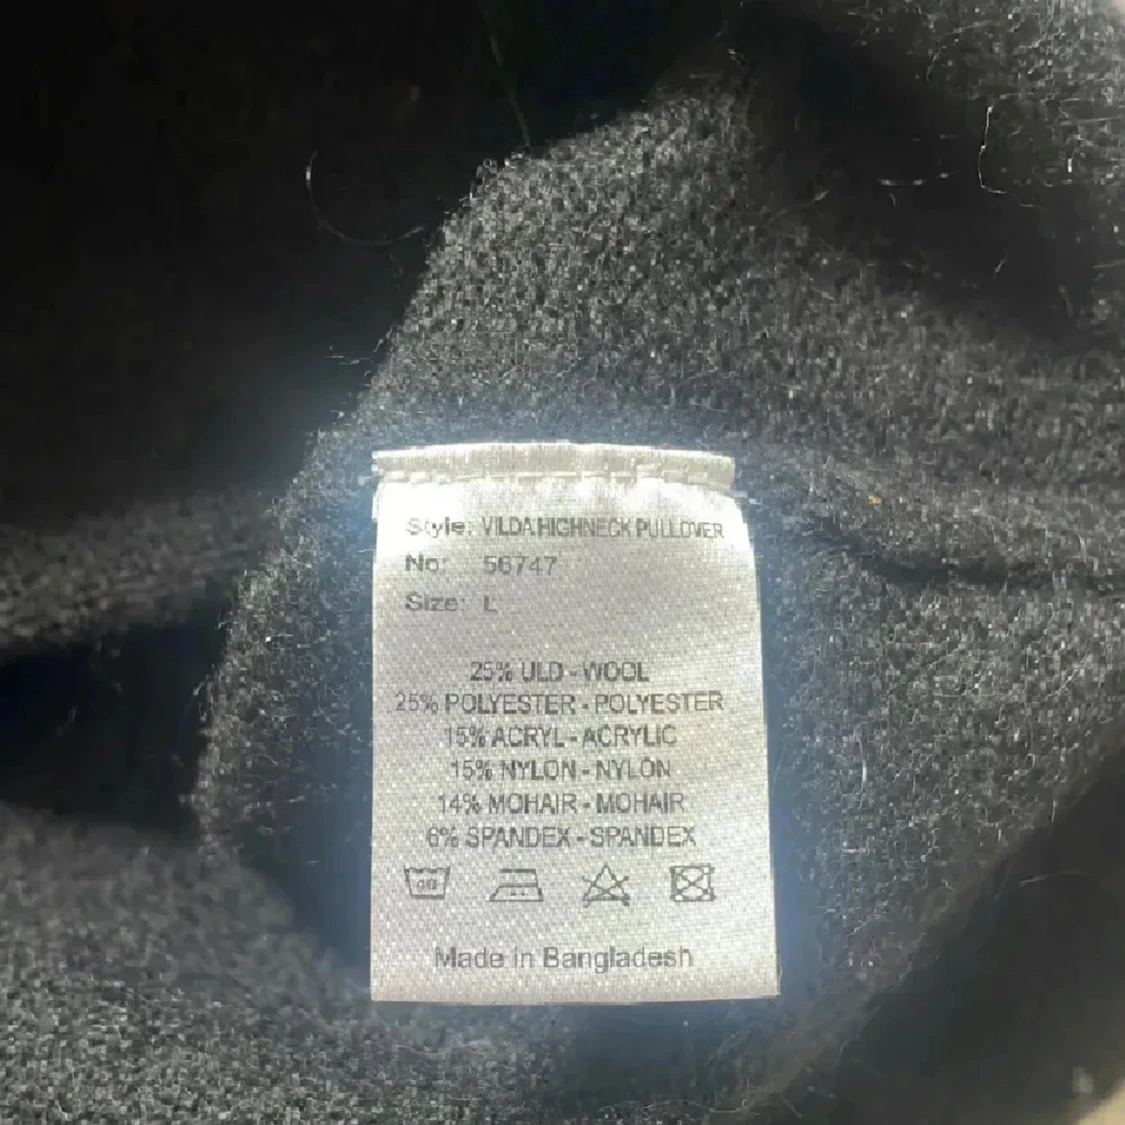 Style: VILDA HIGHNECK PULLOVER
No: 56747
Size: L
25% ULD - WOOL
25% POLYESTER - POLYESTER
15% ACRYL - ACRYLIC
15% NYLON - NYLON
14% MOHAIR - MOHAIR
6% SPANDEX - SPANDEX
Made in Bangladesh